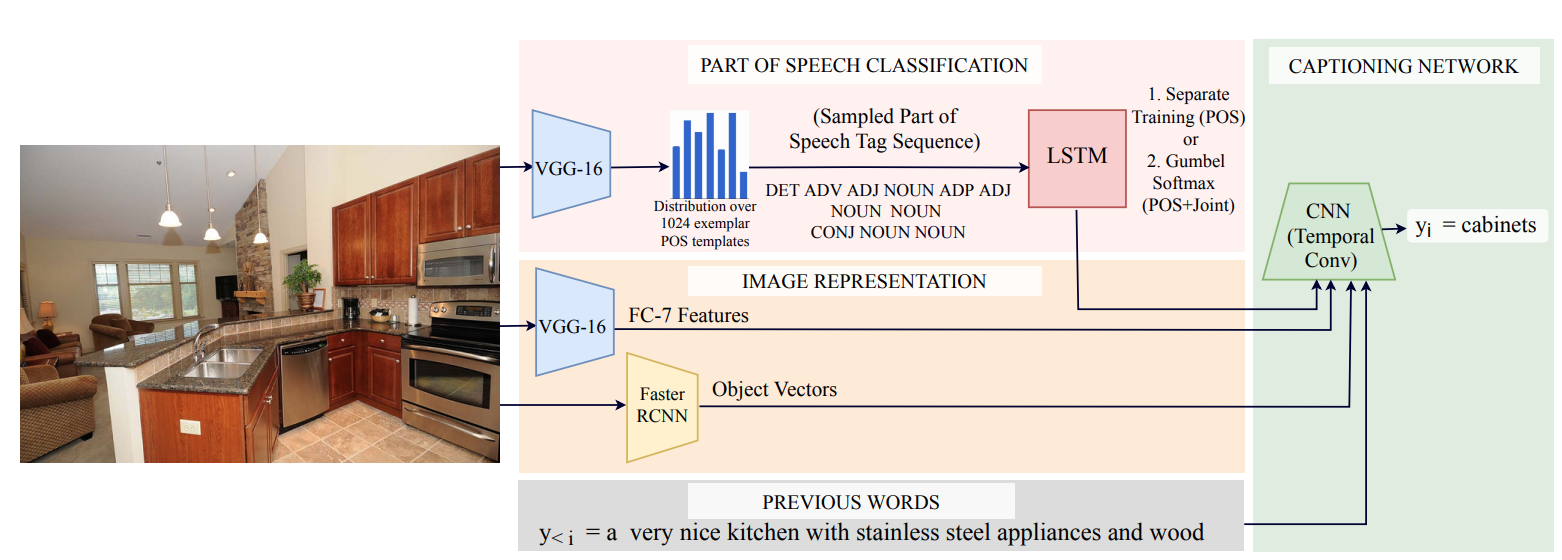 PART OF SPEECH CLASSIFICATION
VGG-16
Distribution over
1024 exemplar
POS templates
(Sampled Part of
Speech Tag Sequence)
DET ADV ADJ NOUN ADP ADJ
NOUN NOUN
CONJ NOUN NOUN
LSTM
1. Separate
Training (POS)
or
2. Gumbel
Softmax
(POS+Joint)
IMAGE REPRESENTATION
VGG-16
FC-7 Features
Faster
RCNN
Object Vectors
PREVIOUS WORDS
y< i = a very nice kitchen with stainless steel appliances and wood
CAPTIONING NETWORK
CNN
(Temporal
Conv)
yi = cabinets